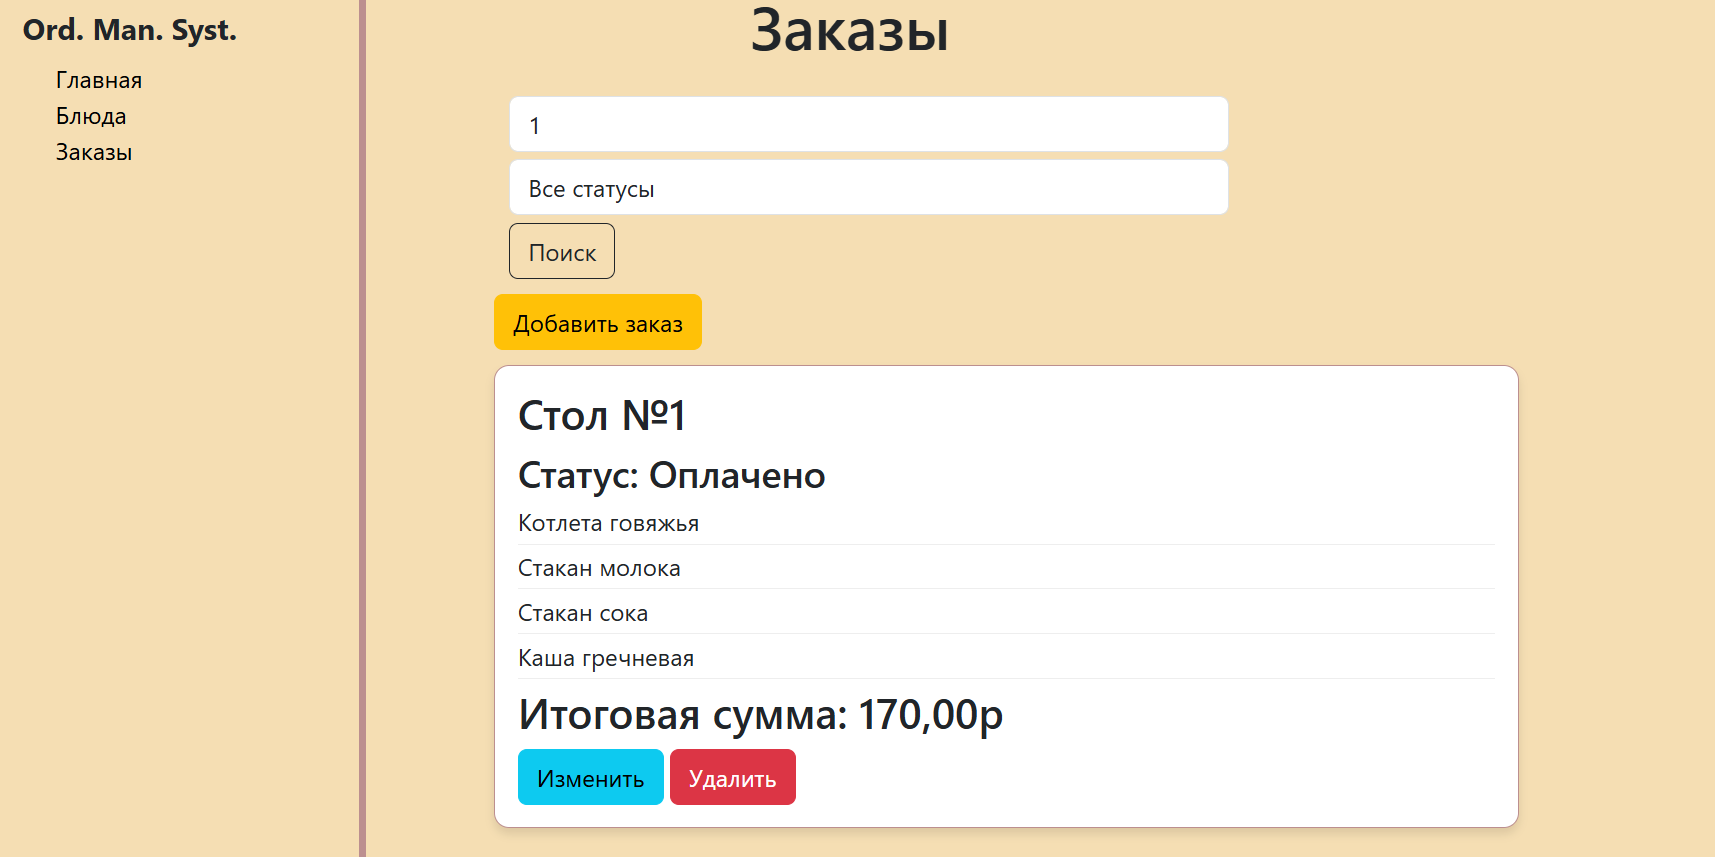 Ord. Man. Syst.
Главная
Блюда
Заказы
Заказы
1
Все статусы
Поиск
Добавить заказ
Стол №1
Статус: Оплачено
Котлета говяжья
Стакан молока
Стакан сока
Каша гречневая
Итоговая сумма: 170,00р
Изменить Удалить